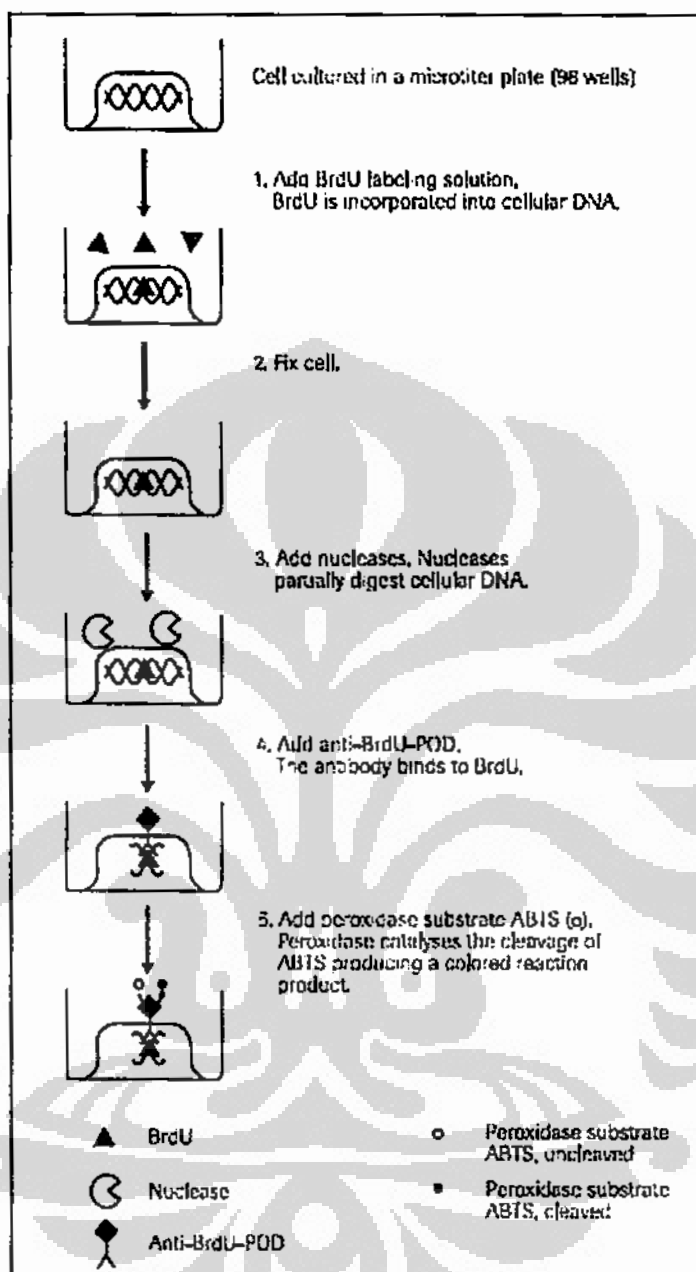 Cell cultured in a microtiter plate (96 wells)
1. Add BrdU labeling solution.
BrdU is incorporated into cellular DNA.
2. Fix cell.
3. Add nucleases. Nucleases
partially digest cellular DNA.
4. Add anti-BrdU-POD.
The antibody binds to BrdU.
5. Add peroxidase substrate ABTS (o).
Peroxidase catalyses the cleavage of
ABTS producing a colored reaction
product.
BrdU
Nuclease
Anti-BrdU-POD
Peroxidase substrate
ABTS, uncleaved
Peroxidase substrate
ABTS, cleaved